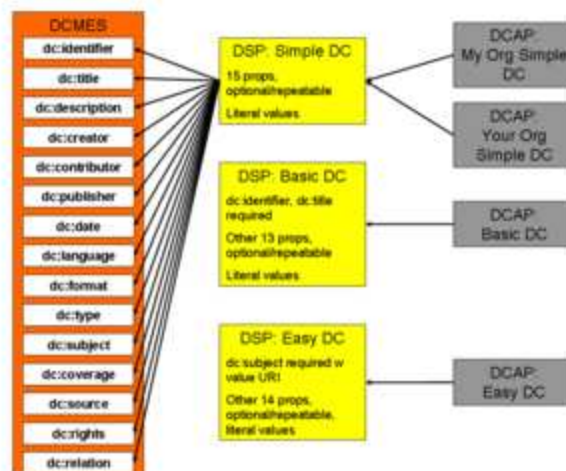 DCMES
dc:identifier
dc:title
dc:description
dc:creator
dc:contributor
dc:publisher
dc:date
dc:language
dc:format
dc:type
dc:subject
dc:coverage
dc:source
dc:rights
dc:relation
DSP: Simple DC
15 props,
optional/repeatable
Literal values
DSP: Basic DC
dc:identifier, dc:title
required
Other 13 props,
optional/repeatable
Literal values
DSP: Easy DC
dc:subject required w
value URI
Other 14 props,
optional/repeatable,
literal values
DCAP:
My Org Simple
DC
DCAP:
Your Org
Simple DC
DCAP:
Basic DC
DCAP:
Easy DC